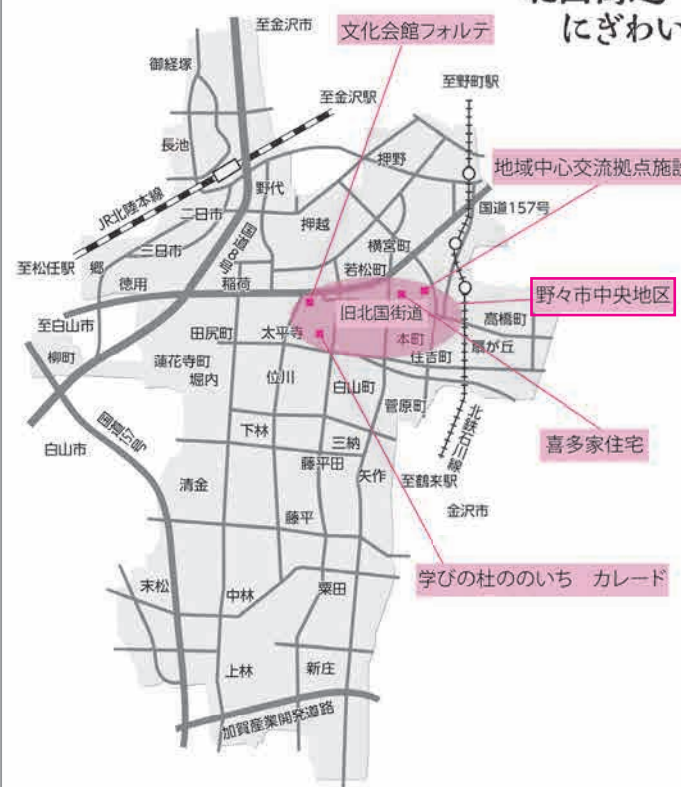 にぎわい
至金沢市
文化会館フォルテ
御経塚
至野町駅
至金沢駅
長池
押野
地域中心交流拠点施設
野代
JR北陸本線
二日市
国道157号
押越
三日市
国道8号
横宮町
至松任駅
郷
若松町
徳用
稲荷
野々市中央地区
旧北国街道
至白山市
高橋町
田尻町
太平寺
本町
扇が丘
柳町
蓮花寺町
住吉町
堀内
位川
白山町
菅原町
国道157号
下林
北鉄石川線
白山市
三納
喜多家住宅
藤平田
矢作
至鶴来駅
清金
金沢市
藤平
学びの杜ののいち カレード
末松
中林
粟田
上林
新庄
加賀産業開発道路